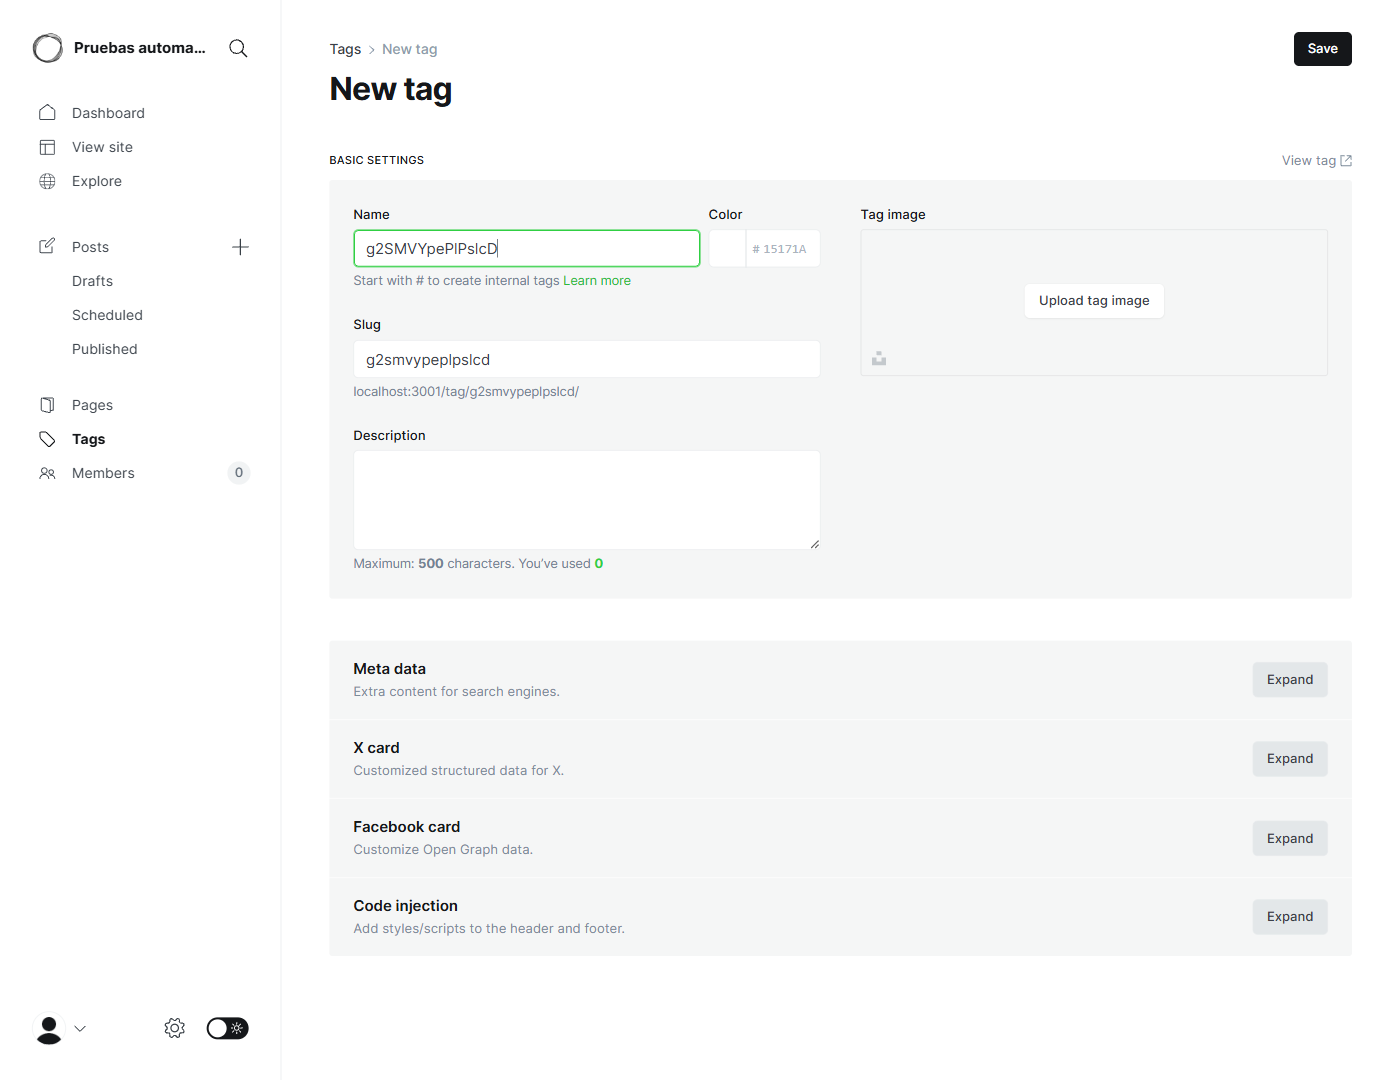 Pruebas automa...
Dashboard
View site
Explore
Posts
Drafts
Scheduled
Published
Pages
Tags
Members 0
Tags > New tag
Save
New tag
BASIC SETTINGS
View tag
Name
g2SMVYpePlPslcD
Start with # to create internal tags Learn more
Color
# 15171A
Slug
g2smvypeplpslcd
localhost:3001/tag/g2smvypeplpslcd/
Description
Maximum: 500 characters. You’ve used 0
Tag image
Upload tag image
Meta data
Extra content for search engines.
Expand
X card
Customized structured data for X.
Expand
Facebook card
Customize Open Graph data.
Expand
Code injection
Add styles/scripts to the header and footer.
Expand